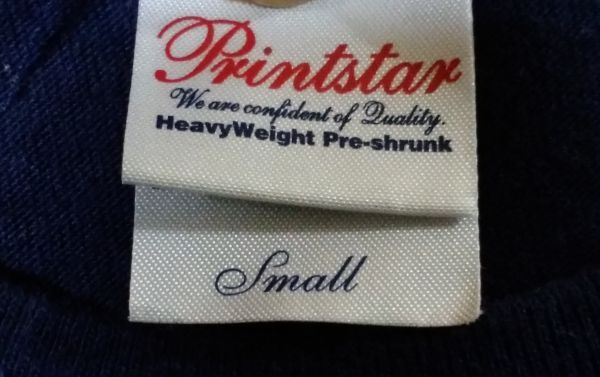 Printstar
We are confident of Quality.
HeavyWeight Pre-shrunk
Small